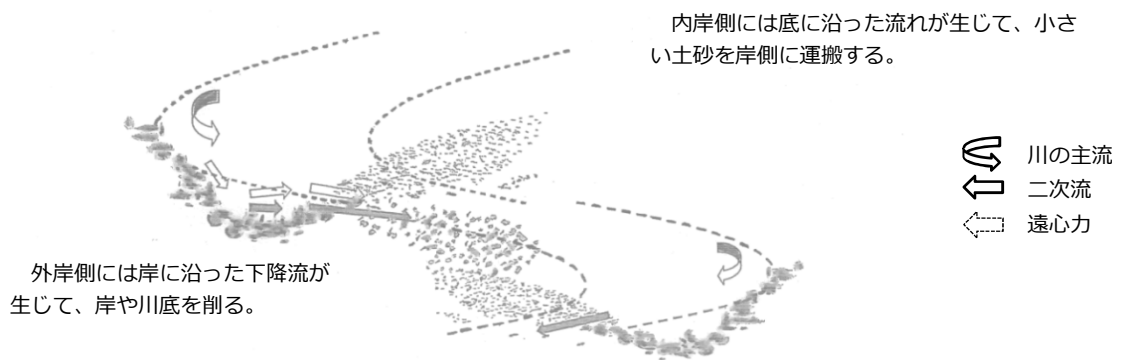 内岸側には底に沿った流れが生じて、小さ
い土砂を岸側に運搬する。
川の主流
二次流
遠心力
外岸側には岸に沿った下降流が
生じて、岸や川底を削る。